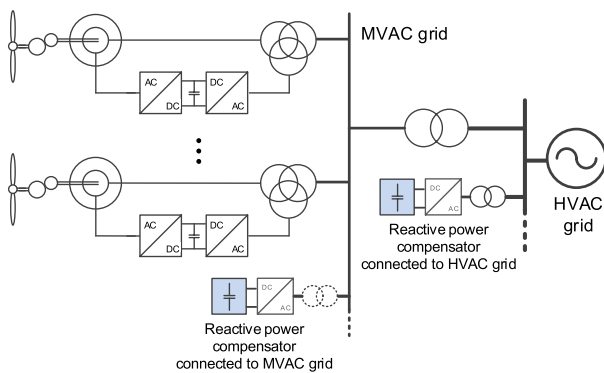 MVAC grid
AC
DC
DC
AC
AC
DC
DC
AC
DC
AC
HVAC
grid
Reactive power
compensator
connected to HVAC grid
DC
AC
Reactive power
compensator
connected to MVAC grid